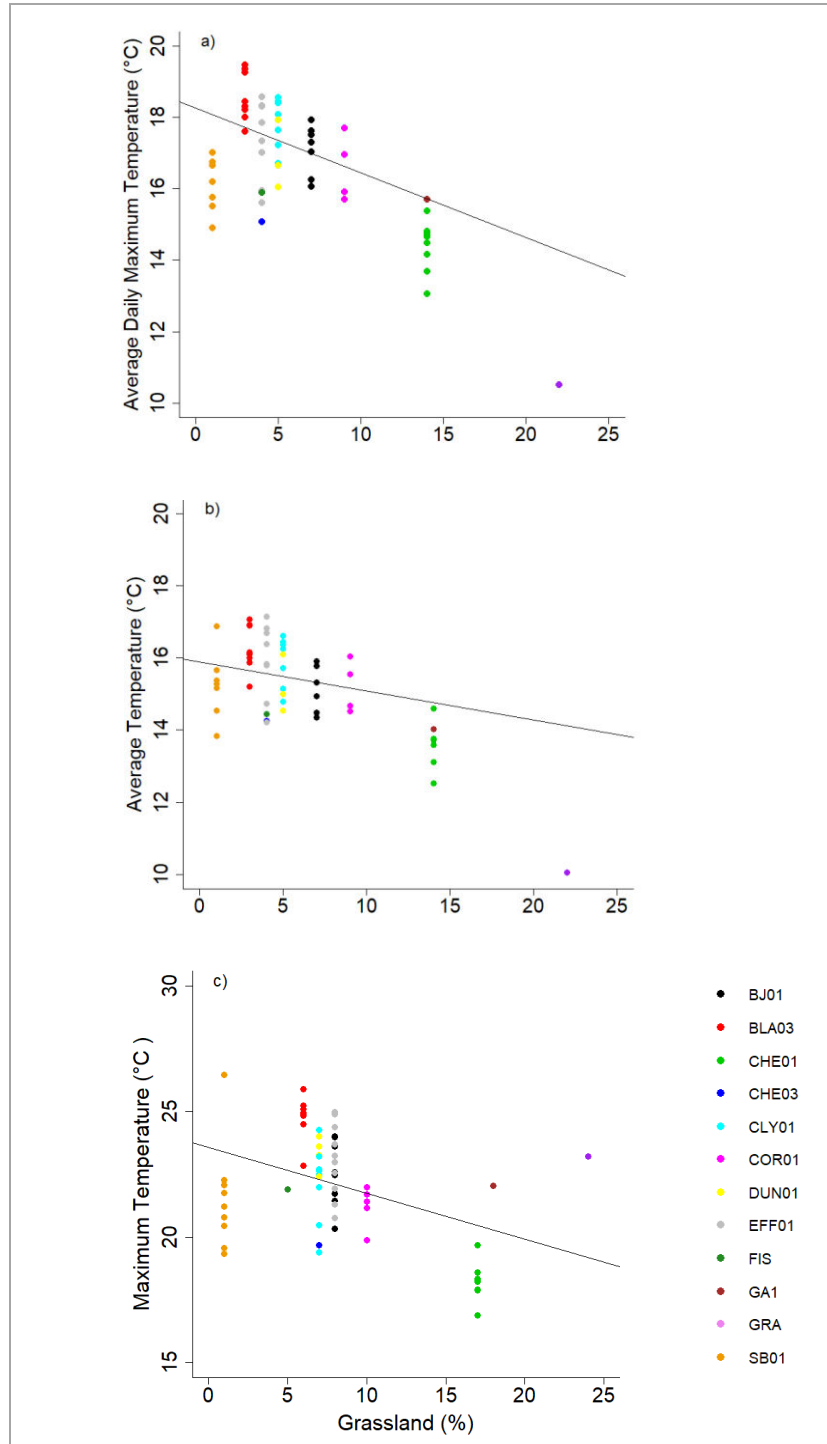 a)
Average Daily Maximum Temperature (°C)
20
18
16
14
12
10
0 5 10 15 20 25
b)
Average Temperature (°C)
20
18
16
14
12
10
0 5 10 15 20 25
c)
Maximum Temperature (°C )
30
25
20
15
0 5 10 15 20 25
Grassland (%)
BJ01
BLA03
CHE01
CHE03
CLY01
COR01
DUN01
EFF01
FIS
GA1
GRA
SB01